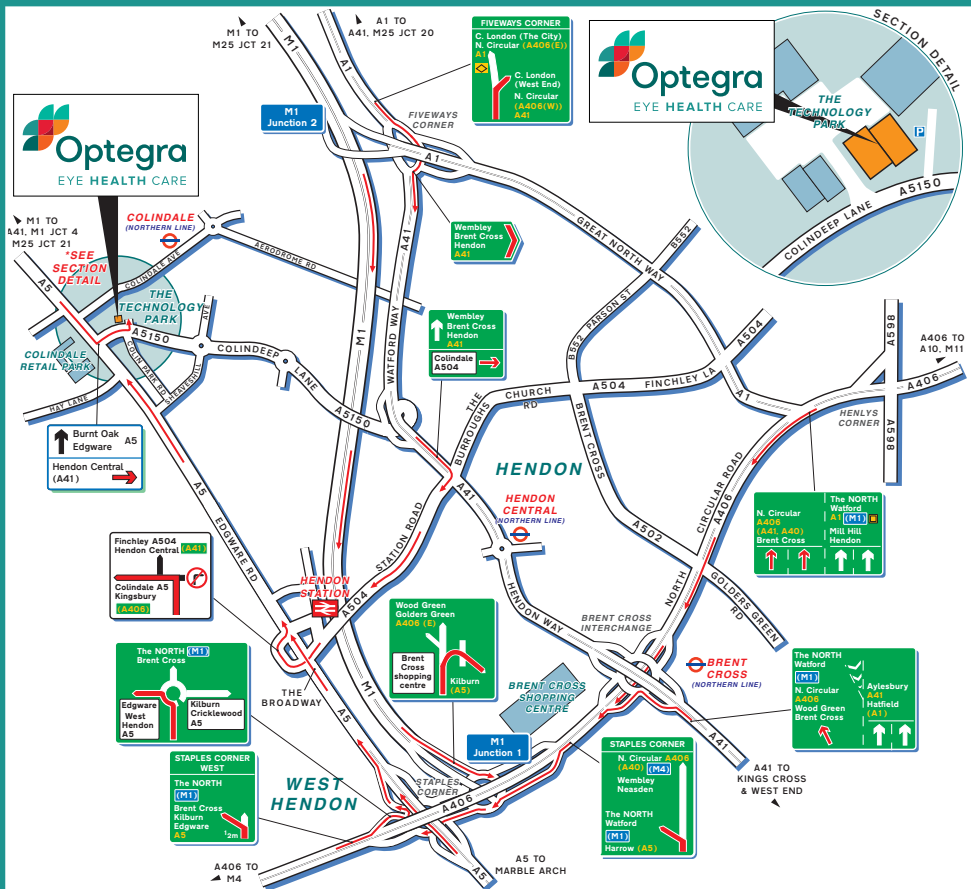 M1 TO
M25 JCT 21
A1 TO
A41, M25 JCT 20
M1
A1
FIVEWAYS CORNER
C. London (The City)
N. Circular (A406(E))
A1
C. London
(West End)
N. Circular
(A406(W))
A41
Optegra
EYE HEALTH CARE
SECTION DETAIL
THE
TECHNOLOGY
PARK
P
A5150
COLINDEEP LANE
Optegra
EYE HEALTH CARE
M1
Junction 2
FIVEWAYS
CORNER
A1
GREAT NORTH WAY
B552
M1 TO
A41, M1 JCT 4
M25 JCT 21
COLINDALE
(NORTHERN LINE)
*SEE
SECTION
DETAIL
A5
COLINDALE AVE
AERODROME RD
A41
Wembley
Brent Cross
Hendon
A41
THE
TECHNOLOGY
PARK
A5150
AVE
SHEAVESHILL
COLIN PARK RD
COLINDEEP
LANE
A5150
M1
WATFORD WAY
Wembley
Brent Cross
Hendon
A41
Colindale
A504
B552 PARSON ST
A504
A598
A406 TO
A10, M11
COLINDALE
RETAIL PARK
HAY LANE
THE
BURROUGHS
CHURCH
RD
A504
FINCHLEY LA
A1
A406
HENLYS
CORNER
A598
Burnt Oak
Edgware
A5
Hendon Central
(A41)
A5
EDGWARE RD
A41
HENDON
BRENT CROSS
CIRCULAR ROAD
A406
HENDON
CENTRAL
(NORTHERN LINE)
A502
N. Circular
A406
(A41, A40)
Brent Cross
The NORTH
Watford
A1 (M1)
Mill Hill
Hendon
Finchley A504
Hendon Central (A41)
Colindale A5
Kingsbury
(A406)
HENDON
STATION
A504
STATION ROAD
HENDON WAY
NORTH
GOLDERS GREEN
RD
Wood Green
Golders Green
A406 (E)
Brent
Cross
shopping
centre
Kilburn
(A5)
BRENT CROSS
INTERCHANGE
BRENT
CROSS
(NORTHERN LINE)
The NORTH
Watford
(M1)
N. Circular
A406
Wood Green
Brent Cross
Aylesbury
A41
Hatfield
(A1)
The NORTH (M1)
Brent Cross
Edgware
West
Hendon
A5
Kilburn
Cricklewood
A5
THE
BROADWAY
A5
M1
BRENT CROSS
SHOPPING
CENTRE
A41
M1
Junction 1
STAPLES CORNER
WEST
The NORTH
(M1)
Brent Cross
Kilburn
Edgware
A5
½m
WEST
HENDON
STAPLES
CORNER
A406
STAPLES CORNER
N. Circular A406
(A40) (M4)
Wembley
Neasden
The NORTH
Watford
(M1)
Harrow (A5)
A41 TO
KINGS CROSS
& WEST END
A406 TO
M4
A5
A5 TO
MARBLE ARCH